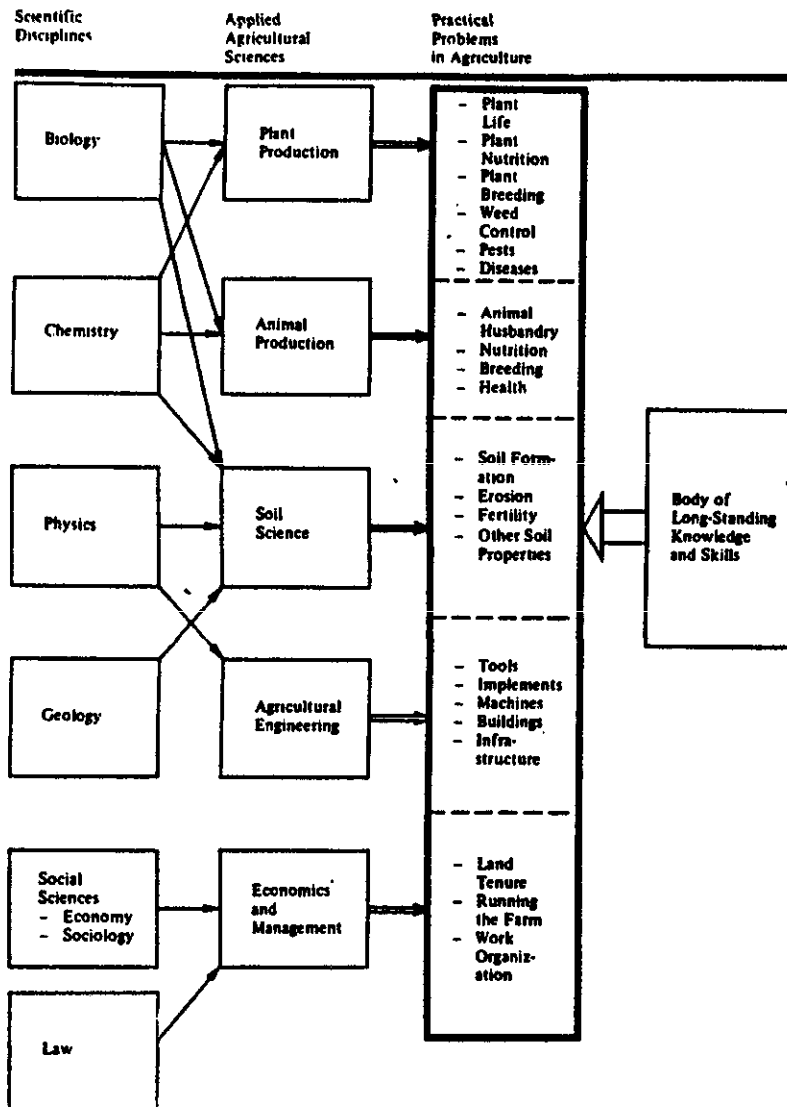 Scientific
Disciplines
Applied
Agricultural
Sciences
Practical
Problems
in Agriculture
Biology
Chemistry
Physics
Geology
Social
Sciences
- Economy
- Sociology
Law
Plant
Production
Animal
Production
Soil
Science
Agricultural
Engineering
Economics
and
Management
- Plant
Life
- Plant
Nutrition
- Plant
Breeding
- Weed
Control
- Pests
- Diseases
- Animal
Husbandry
- Nutrition
- Breeding
- Health
- Soil Form-
ation
- Erosion
- Fertility
- Other Soil
Properties
- Tools
- Implements
- Machines
- Buildings
- Infra-
structure
- Land
Tenure
- Running
the Farm
- Work
Organiz-
ation
Body of
Long-Standing
Knowledge
and Skills